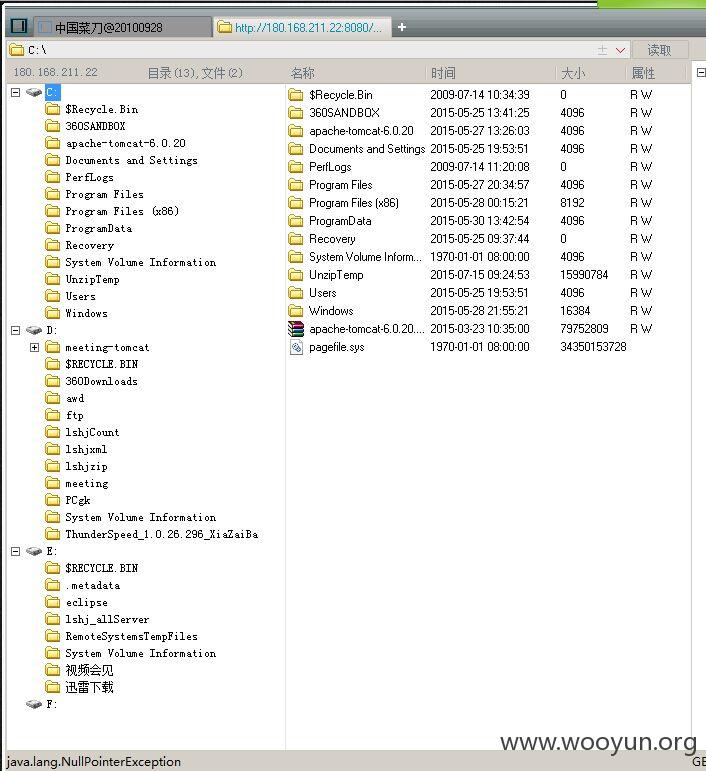 中国菜刀@20100928
http://180.168.211.22:8080/...
+
C:\
读取
180.168.211.22 目录(13),文件(2)
名称 时间 大小 属性
C:
$Recycle.Bin
360SANDBOX
apache-tomcat-6.0.20
Documents and Settings
PerfLogs
Program Files
Program Files (x86)
ProgramData
Recovery
System Volume Information
UnzipTemp
Users
Windows
D:
meeting-tomcat
$RECYCLE.BIN
360Downloads
awd
ftp
lshjCount
lshjxml
lshjzip
meeting
PCgk
System Volume Information
ThunderSpeed_1.0.26.296_XiaZaiBa
E:
$RECYCLE.BIN
.metadata
eclipse
lshj_allServer
RemoteSystemsTempFiles
System Volume Information
视频会见
迅雷下载
F:
$Recycle.Bin 2009-07-14 10:34:39 0 R W
360SANDBOX 2015-05-25 13:41:25 4096 R W
apache-tomcat-6.0.20 2015-05-27 13:26:03 4096 R W
Documents and Settings 2015-05-25 19:53:51 4096 R W
PerfLogs 2009-07-14 11:20:08 0 R W
Program Files 2015-05-27 20:34:57 4096 R W
Program Files (x86) 2015-05-28 00:15:21 8192 R W
ProgramData 2015-05-30 13:42:54 4096 R W
Recovery 2015-05-25 09:37:44 0 R W
System Volume Inform... 1970-01-01 08:00:00 4096 R W
UnzipTemp 2015-07-15 09:24:53 15990784 R W
Users 2015-05-25 19:53:51 4096 R W
Windows 2015-05-28 21:55:21 16384 R W
apache-tomcat-6.0.20.... 2015-03-23 10:35:00 79752809 R W
pagefile.sys 1970-01-01 08:00:00 34350153728
www.wooyun.org
java.lang.NullPointerException
GE